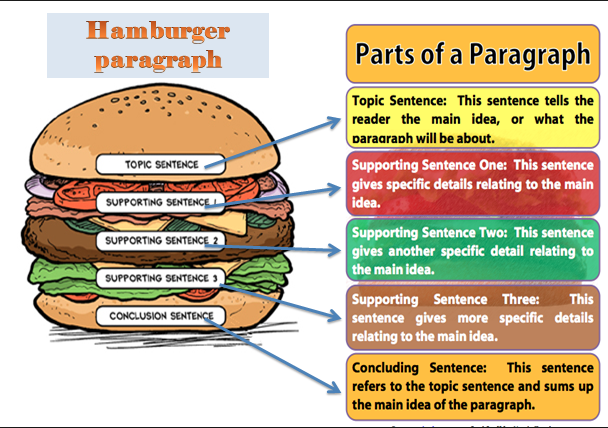 Hamburger
paragraph
TOPIC SENTENCE
SUPPORTING SENTENCE 1
SUPPORTING SENTENCE 2
SUPPORTING SENTENCE 3
CONCLUSION SENTENCE
Parts of a Paragraph
Topic Sentence: This sentence tells the
reader the main idea, or what the
paragraph will be about.
Supporting Sentence One: This sentence
gives specific details relating to the main
idea.
Supporting Sentence Two: This sentence
gives another specific detail relating to
the main idea.
Supporting Sentence Three: This
sentence gives more specific details
relating to the main idea.
Concluding Sentence: This sentence
refers to the topic sentence and sums up
the main idea of the paragraph.